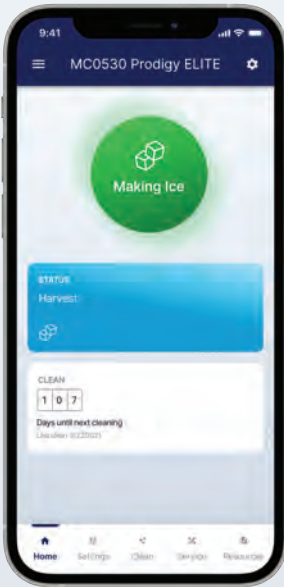 9:41
MC0530 Prodigy ELITE
Making Ice
STATUS
Harvest
CLEAN
1 0 7
Days until next cleaning
Home Settings Clean Service Resources